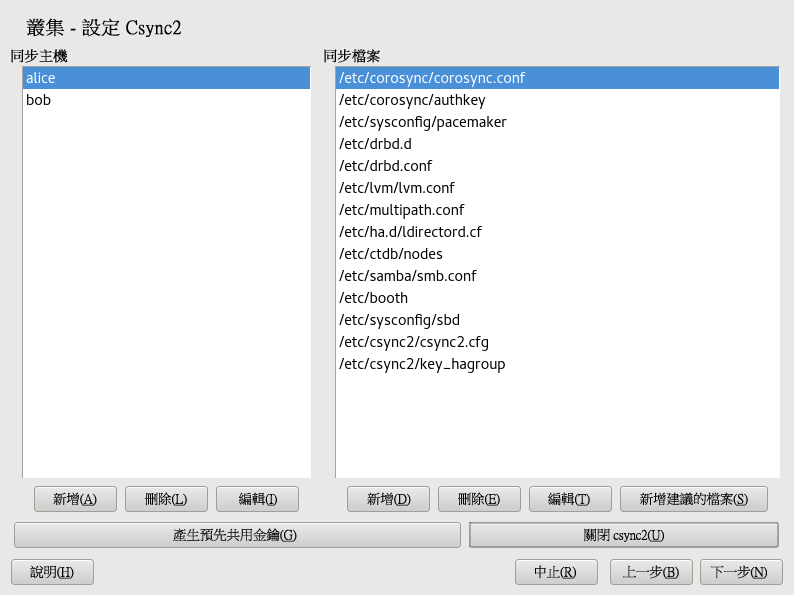 叢集 - 設定 Csync2
同步主機
alice
bob
同步檔案
/etc/corosync/corosync.conf
/etc/corosync/authkey
/etc/sysconfig/pacemaker
/etc/drbd.d
/etc/drbd.conf
/etc/lvm/lvm.conf
/etc/multipath.conf
/etc/ha.d/ldirectord.cf
/etc/ctdb/nodes
/etc/samba/smb.conf
/etc/booth
/etc/sysconfig/sbd
/etc/csync2/csync2.cfg
/etc/csync2/key_hagroup
新增(A) 刪除(L) 編輯(I)
新增(D) 刪除(E) 編輯(T) 新增建議的檔案(S)
產生預先共用金鑰(G) 關閉 csync2(U)
說明(H) 中止(R) 上一步(B) 下一步(N)